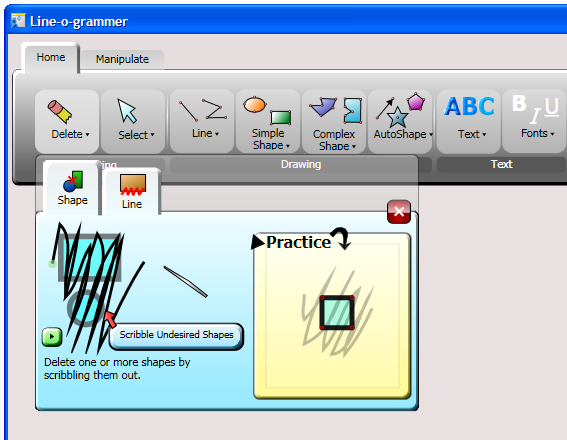 Line-o-grammer
Home
Manipulate
Delete
Select
Line
Simple
Shape
Complex
Shape
AutoShape
ABC
Text
B I U
Fonts
ing
Drawing
Text
Shape
Line
Practice
Scribble Undesired Shapes
Delete one or more shapes by
scribbling them out.